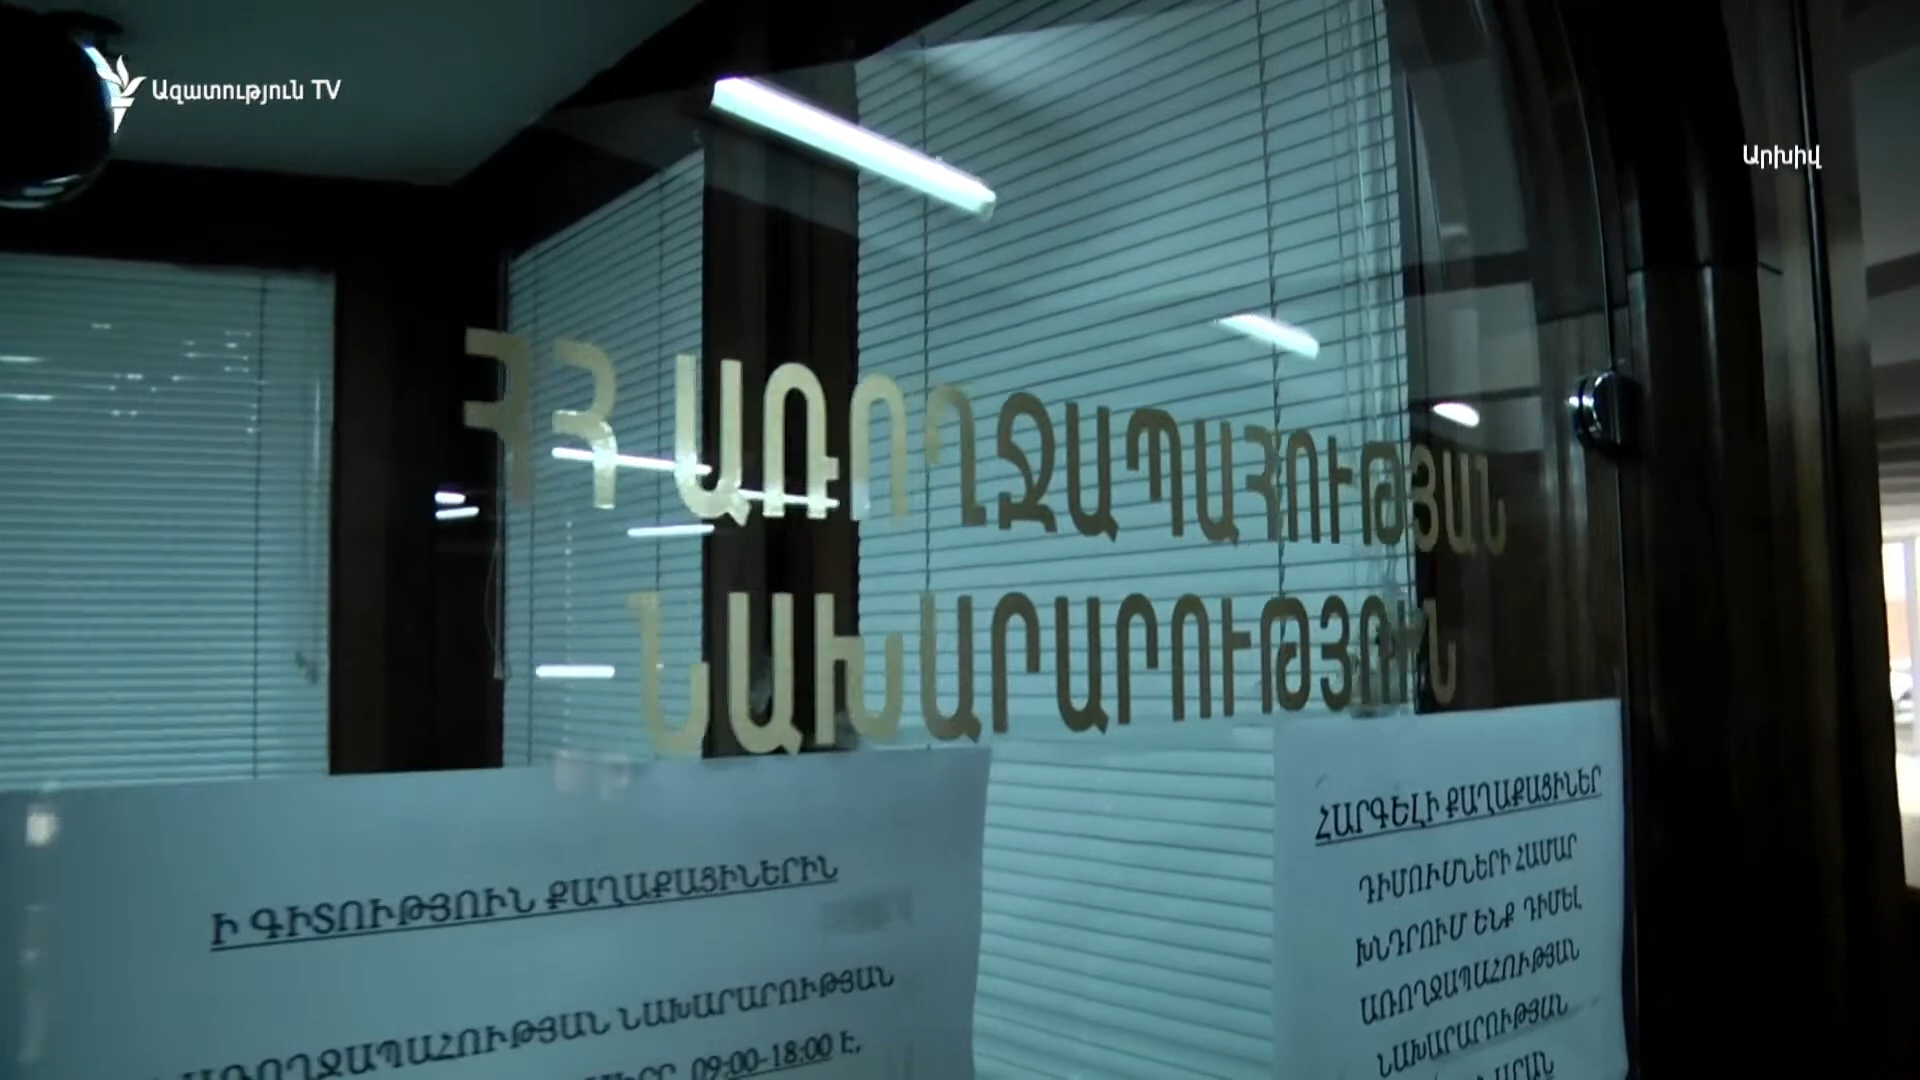 Ազատություն TV
Արխիվ
ՀՀ ԱՌՈՂՋԱՊԱՀՈՒԹՅԱՆ
ՆԱԽԱՐԱՐՈՒԹՅՈՒՆ
Ի ԳԻՏՈՒԹՅՈՒՆ ՔԱՂԱՔԱՑԻՆԵՐԻՆ
ԱՌՈՂՋԱՊԱՀՈՒԹՅԱՆ ՆԱԽԱՐԱՐՈՒԹՅԱՆ
09:00-18:00 Է,
ՀԱՐԳԵԼԻ ՔԱՂԱՔԱՑԻՆԵՐ
ԴԻՄՈՒՄՆԵՐԻ ՀԱՄԱՐ
ԽՆԴՐՈՒՄ ԵՆՔ ԴԻՄԵԼ
ԱՌՈՂՋԱՊԱՀՈՒԹՅԱՆ
ՆԱԽԱՐԱՐՈՒԹՅԱՆ